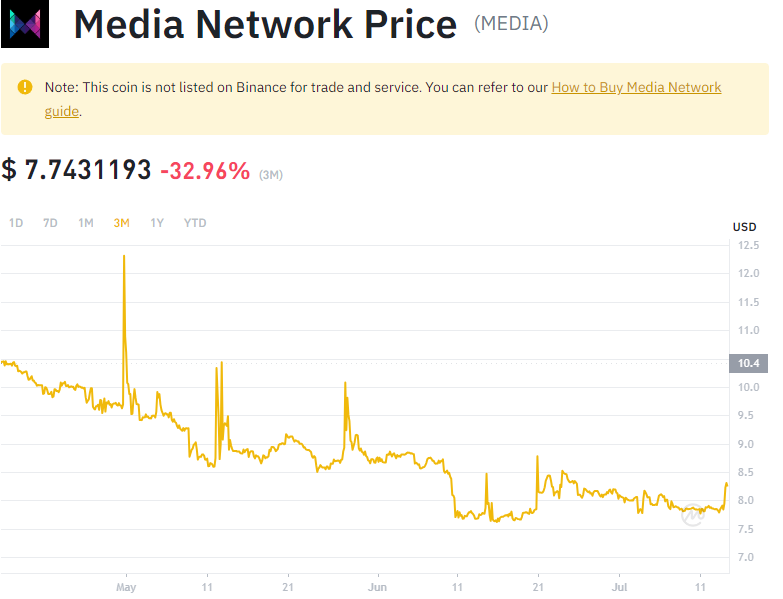 Media Network Price (MEDIA)
Note: This coin is not listed on Binance for trade and service. You can refer to our How to Buy Media Network
guide.
$ 7.7431193 -32.96% (3M)
1D 7D 1M 3M 1Y YTD
USD
12.5
12.0
11.5
11.0
10.4
10.0
9.5
9.0
8.5
8.0
7.5
7.0
May 11 21 Jun 11 21 Jul 11